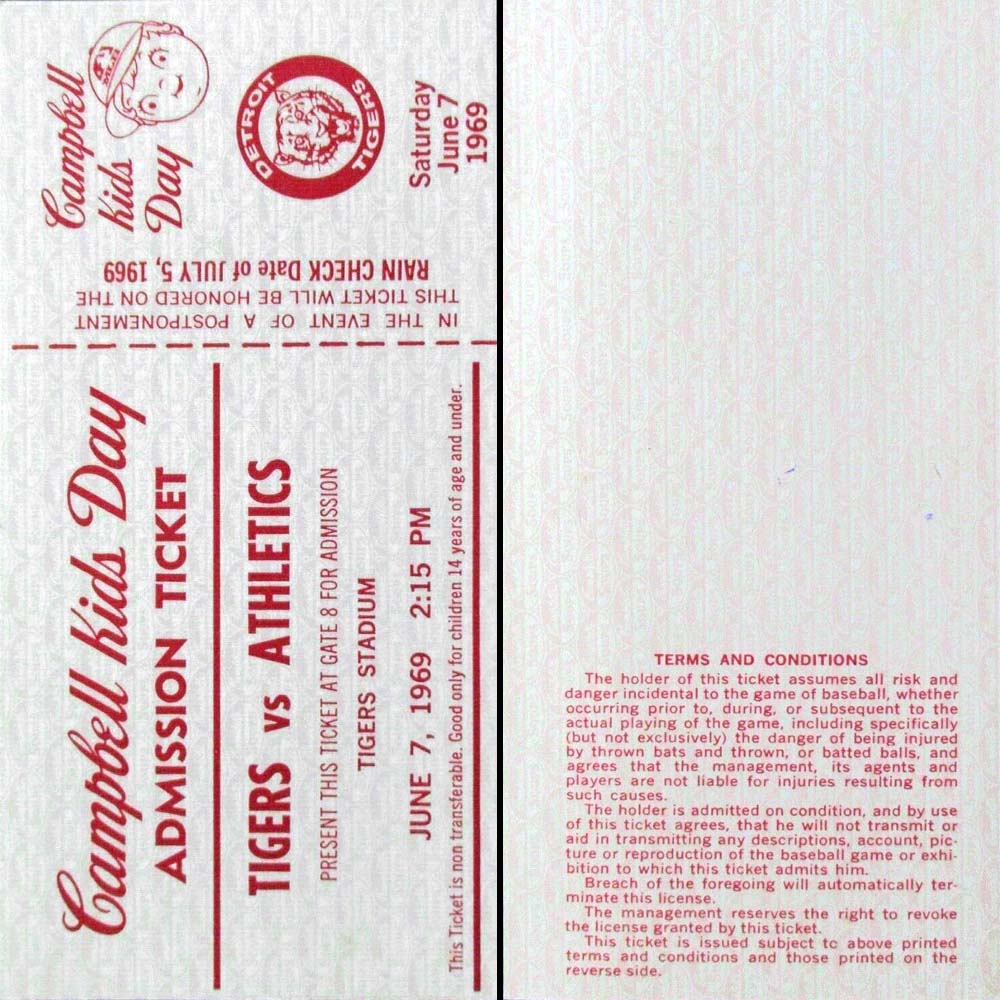 Campbell
Kids
Day
DETROIT
TIGERS
Saturday
June 7
1969
IN THE EVENT OF A POSTPONEMENT
THIS TICKET WILL BE HONORED ON THE
RAIN CHECK Date of JULY 5, 1969
Campbell Kids Day
ADMISSION TICKET
TIGERS vs ATHLETICS
PRESENT THIS TICKET AT GATE 8 FOR ADMISSION
TIGERS STADIUM
JUNE 7, 1969 2:15 PM
This Ticket is non transferable. Good only for children 14 years of age and under.
TERMS AND CONDITIONS
The holder of this ticket assumes all risk and
danger incidental to the game of baseball, whether
occurring prior to, during, or subsequent to the
actual playing of the game, including specifically
(but not exclusively) the danger of being injured
by thrown bats and thrown, or batted balls, and
agrees that the management, its agents and
players are not liable for injuries resulting from
such causes.
The holder is admitted on condition, and by use
of this ticket agrees, that he will not transmit or
aid in transmitting any descriptions, account, pic-
ture or reproduction of the baseball game or exhi-
bition to which this ticket admits him.
Breach of the foregoing will automatically ter-
minate this license.
The management reserves the right to revoke
the license granted by this ticket.
This ticket is issued subject to above printed
terms and conditions and those printed on the
reverse side.